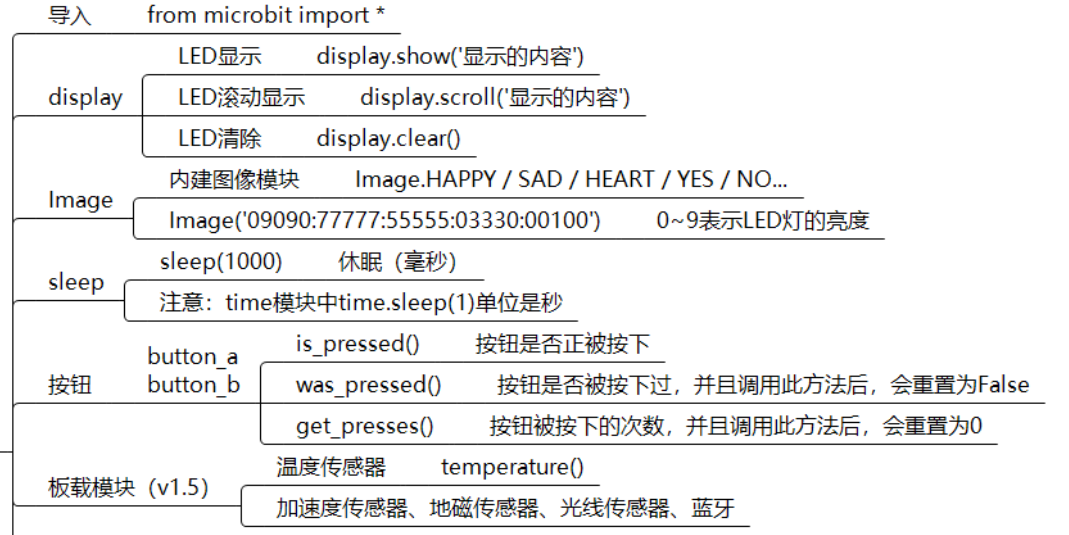 导入 from microbit import *
LED显示 display.show('显示的内容')
display LED滚动显示 display.scroll('显示的内容')
LED清除 display.clear()
内建图像模块 Image.HAPPY / SAD / HEART / YES / NO...
Image
Image('09090:77777:55555:03330:00100') 0~9表示LED灯的亮度
sleep(1000) 休眠（毫秒）
sleep
注意：time模块中time.sleep(1)单位是秒
is_pressed() 按钮是否正被按下
button_a
按钮 button_b was_pressed() 按钮是否被按下过，并且调用此方法后，会重置为False
get_presses() 按钮被按下的次数，并且调用此方法后，会重置为0
温度传感器 temperature()
板载模块（v1.5）
加速度传感器、地磁传感器、光线传感器、蓝牙